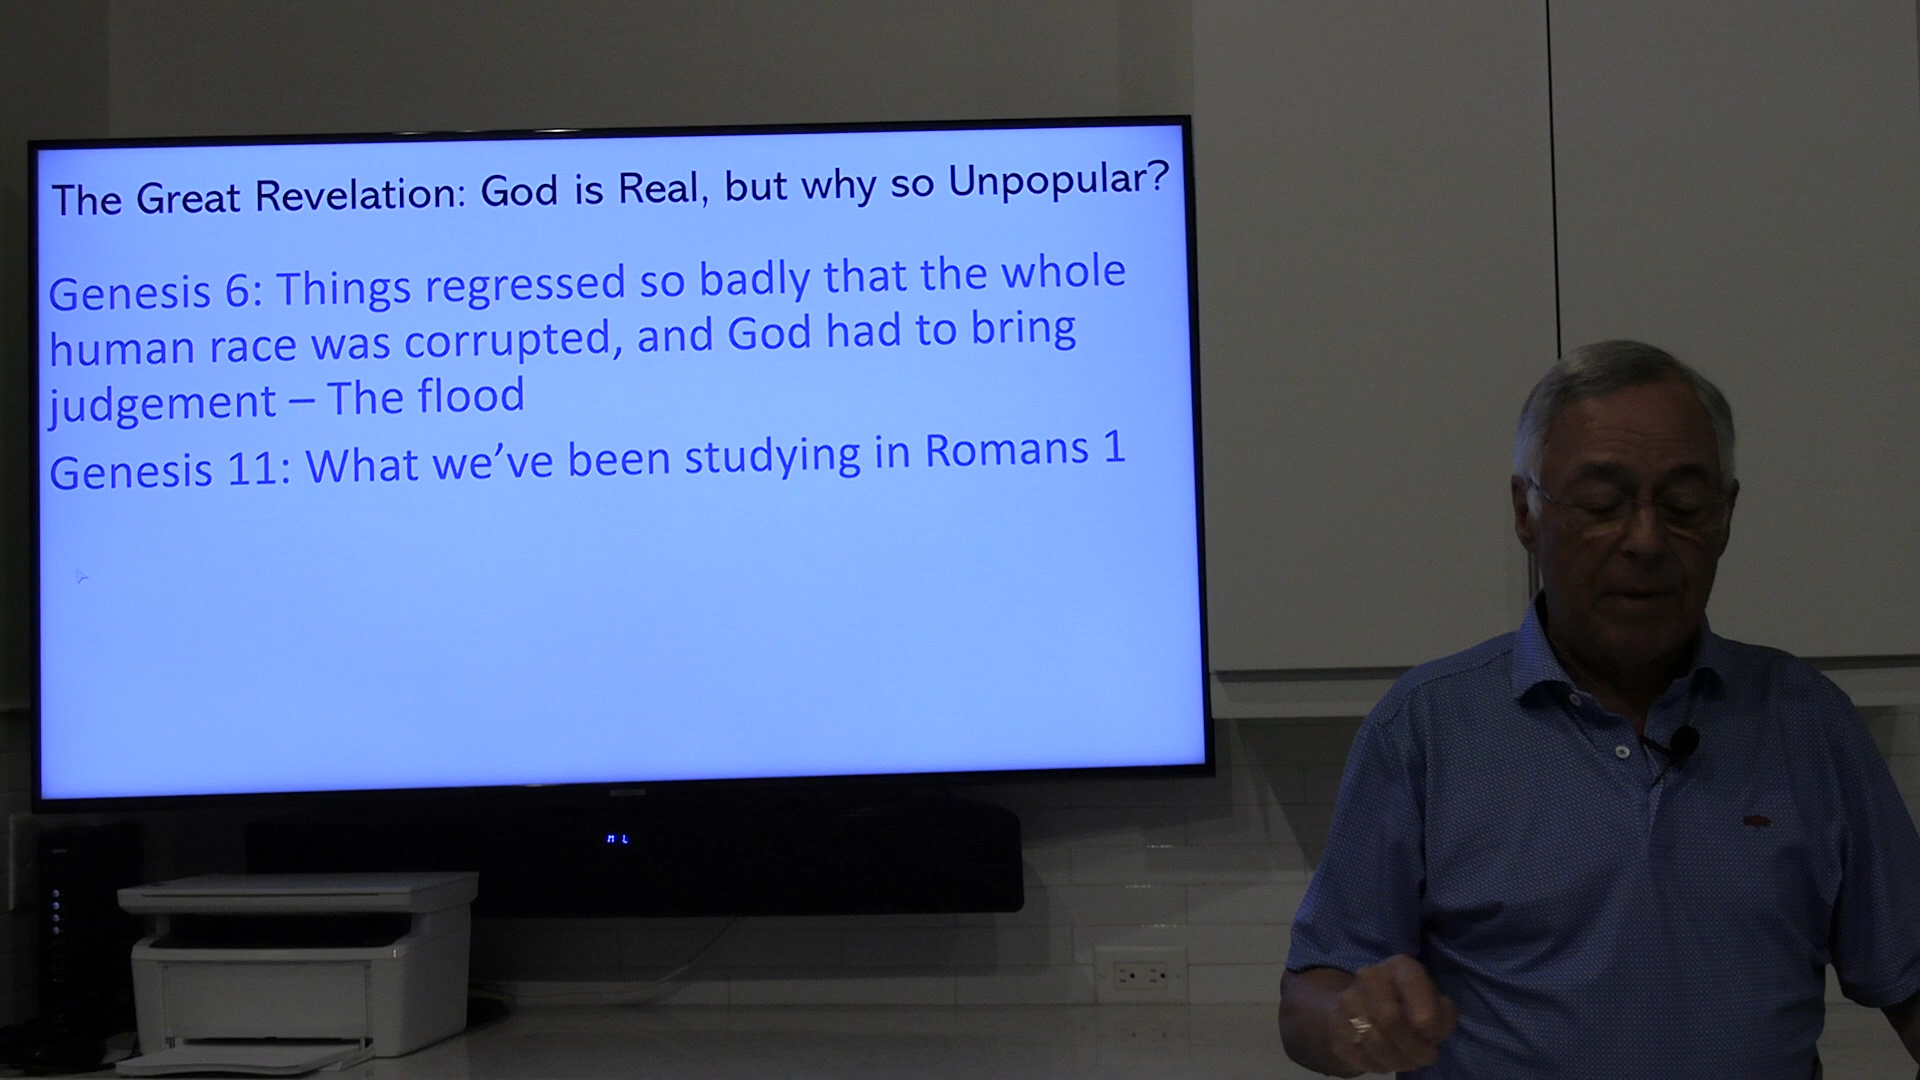 The Great Revelation: God is Real, but why so Unpopular?
Genesis 6: Things regressed so badly that the whole
human race was corrupted, and God had to bring
judgement – The flood
Genesis 11: What we’ve been studying in Romans 1